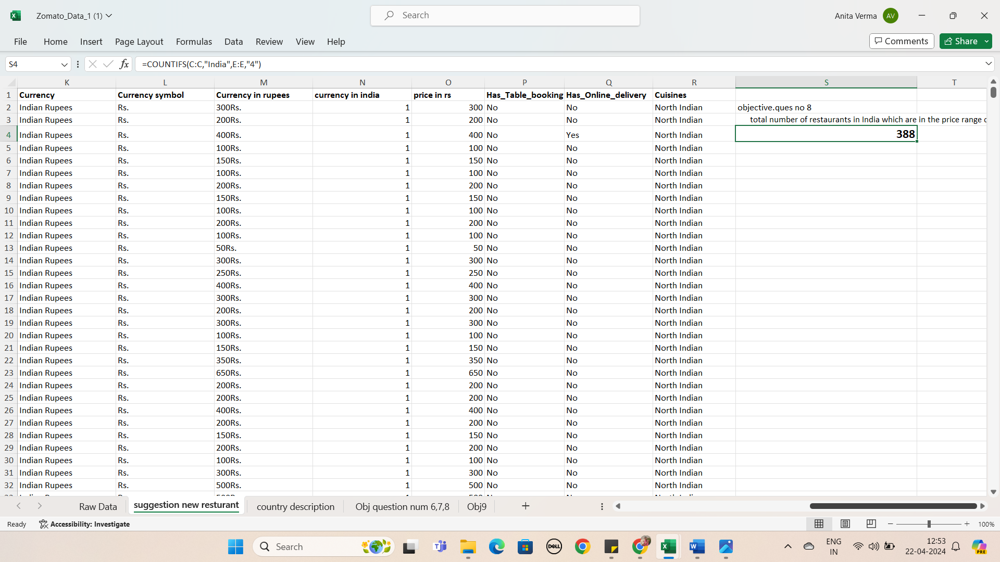 Zomato_Data_1 (1)
Search
Anita Verma AV
File Home Insert Page Layout Formulas Data Review View Help
Comments Share
S4 fx =COUNTIFS(C:C,"India",E:E,"4")
K L M N O P Q R S T
1 Currency Currency symbol Currency in rupees currency in india price in rs Has_Table_booking Has_Online_delivery Cuisines
2 Indian Rupees Rs. 300Rs. 1 300 No No North Indian objective.ques no 8
3 Indian Rupees Rs. 200Rs. 1 200 No No North Indian total number of restaurants in India which are in the price range
4 Indian Rupees Rs. 400Rs. 1 400 No Yes North Indian 388
5 Indian Rupees Rs. 100Rs. 1 100 No No North Indian
6 Indian Rupees Rs. 150Rs. 1 150 No No North Indian
7 Indian Rupees Rs. 100Rs. 1 100 No No North Indian
8 Indian Rupees Rs. 200Rs. 1 200 No No North Indian
9 Indian Rupees Rs. 150Rs. 1 150 No No North Indian
10 Indian Rupees Rs. 100Rs. 1 100 No No North Indian
11 Indian Rupees Rs. 200Rs. 1 200 No No North Indian
12 Indian Rupees Rs. 100Rs. 1 100 No No North Indian
13 Indian Rupees Rs. 50Rs. 1 50 No No North Indian
14 Indian Rupees Rs. 300Rs. 1 300 No No North Indian
15 Indian Rupees Rs. 250Rs. 1 250 No No North Indian
16 Indian Rupees Rs. 400Rs. 1 400 No No North Indian
17 Indian Rupees Rs. 300Rs. 1 300 No No North Indian
18 Indian Rupees Rs. 200Rs. 1 200 No No North Indian
19 Indian Rupees Rs. 300Rs. 1 300 No No North Indian
20 Indian Rupees Rs. 100Rs. 1 100 No No North Indian
21 Indian Rupees Rs. 150Rs. 1 150 No No North Indian
22 Indian Rupees Rs. 350Rs. 1 350 No No North Indian
23 Indian Rupees Rs. 650Rs. 1 650 No No North Indian
24 Indian Rupees Rs. 200Rs. 1 200 No No North Indian
25 Indian Rupees Rs. 200Rs. 1 200 No No North Indian
26 Indian Rupees Rs. 400Rs. 1 400 No No North Indian
27 Indian Rupees Rs. 200Rs. 1 200 No No North Indian
28 Indian Rupees Rs. 150Rs. 1 150 No No North Indian
29 Indian Rupees Rs. 200Rs. 1 200 No No North Indian
30 Indian Rupees Rs. 100Rs. 1 100 No No North Indian
31 Indian Rupees Rs. 300Rs. 1 300 No No North Indian
32 Indian Rupees Rs. 500Rs. 1 500 No No North Indian
Raw Data suggestion new resturant country description Obj question num 6,7,8 Obj9
Ready Accessibility: Investigate 100%
Search
DELL
ENG
IN
12:53
22-04-2024
PRE